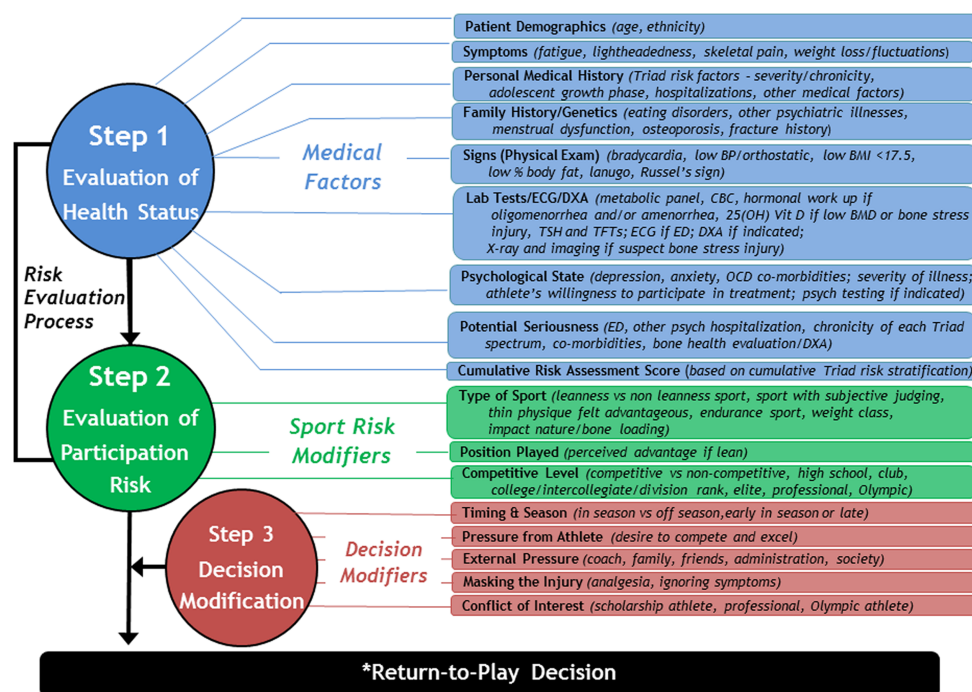 Step 1
Evaluation of
Health Status
Risk
Evaluation
Process
Medical
Factors
Patient Demographics (age, ethnicity)
Symptoms (fatigue, lightheadedness, skeletal pain, weight loss/fluctuations)
Personal Medical History (Triad risk factors - severity/chronicity,
adolescent growth phase, hospitalizations, other medical factors)
Family History/Genetics (eating disorders, other psychiatric illnesses,
menstrual dysfunction, osteoporosis, fracture history)
Signs (Physical Exam) (bradycardia, low BP/orthostatic, low BMI <17.5,
low % body fat, lanugo, Russel's sign)
Lab Tests/ECG/DXA (metabolic panel, CBC, hormonal work up if
oligomenorrhea and/or amenorrhea, 25(OH) Vit D if low BMD or bone stress
injury, TSH and TFTs; ECG if ED; DXA if indicated;
X-ray and imaging if suspect bone stress injury)
Psychological State (depression, anxiety, OCD co-morbidities; severity of illness;
athlete's willingness to participate in treatment; psych testing if indicated)
Potential Seriousness (ED, other psych hospitalization, chronicity of each Triad
spectrum, co-morbidities, bone health evaluation/DXA)
Cumulative Risk Assessment Score (based on cumulative Triad risk stratification)
Step 2
Evaluation of
Participation
Risk
Sport Risk
Modifiers
Type of Sport (leanness vs non leanness sport, sport with subjective judging,
thin physique felt advantageous, endurance sport, weight class,
impact nature/bone loading)
Position Played (perceived advantage if lean)
Competitive Level (competitive vs non-competitive, high school, club,
college/intercollegiate/division rank, elite, professional, Olympic)
Step 3
Decision
Modification
Decision
Modifiers
Timing & Season (in season vs off season,early in season or late)
Pressure from Athlete (desire to compete and excel)
External Pressure (coach, family, friends, administration, society)
Masking the Injury (analgesia, ignoring symptoms)
Conflict of Interest (scholarship athlete, professional, Olympic athlete)
*Return-to-Play Decision